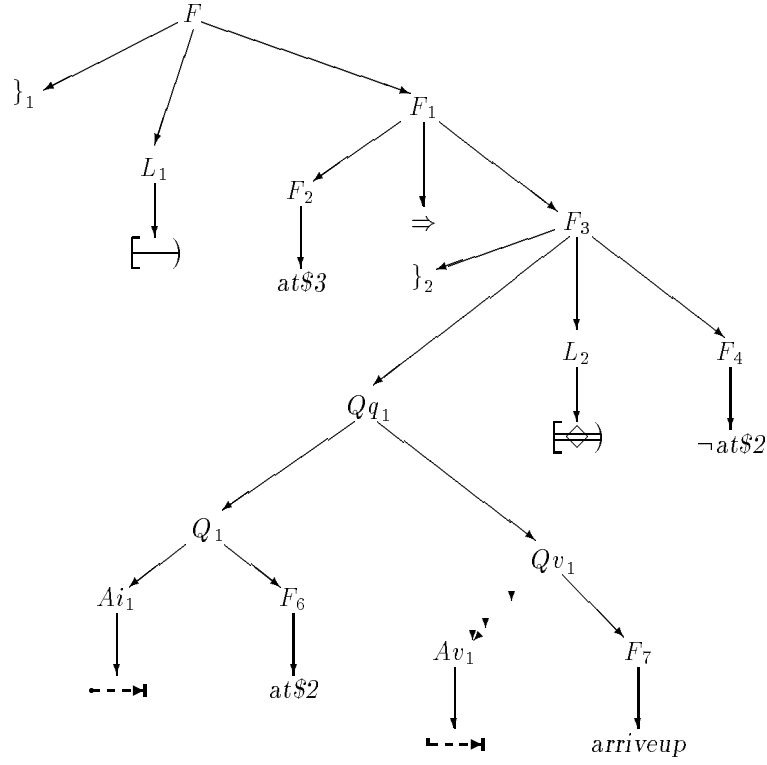 F
}₁
F₁
L₁
F₂
⇒
F₃
at$3
}₂
L₂
F₄
Qq₁
¬at$2
Q₁
Qv₁
Ai₁
F₆
Av₁
F₇
at$2
arriveup